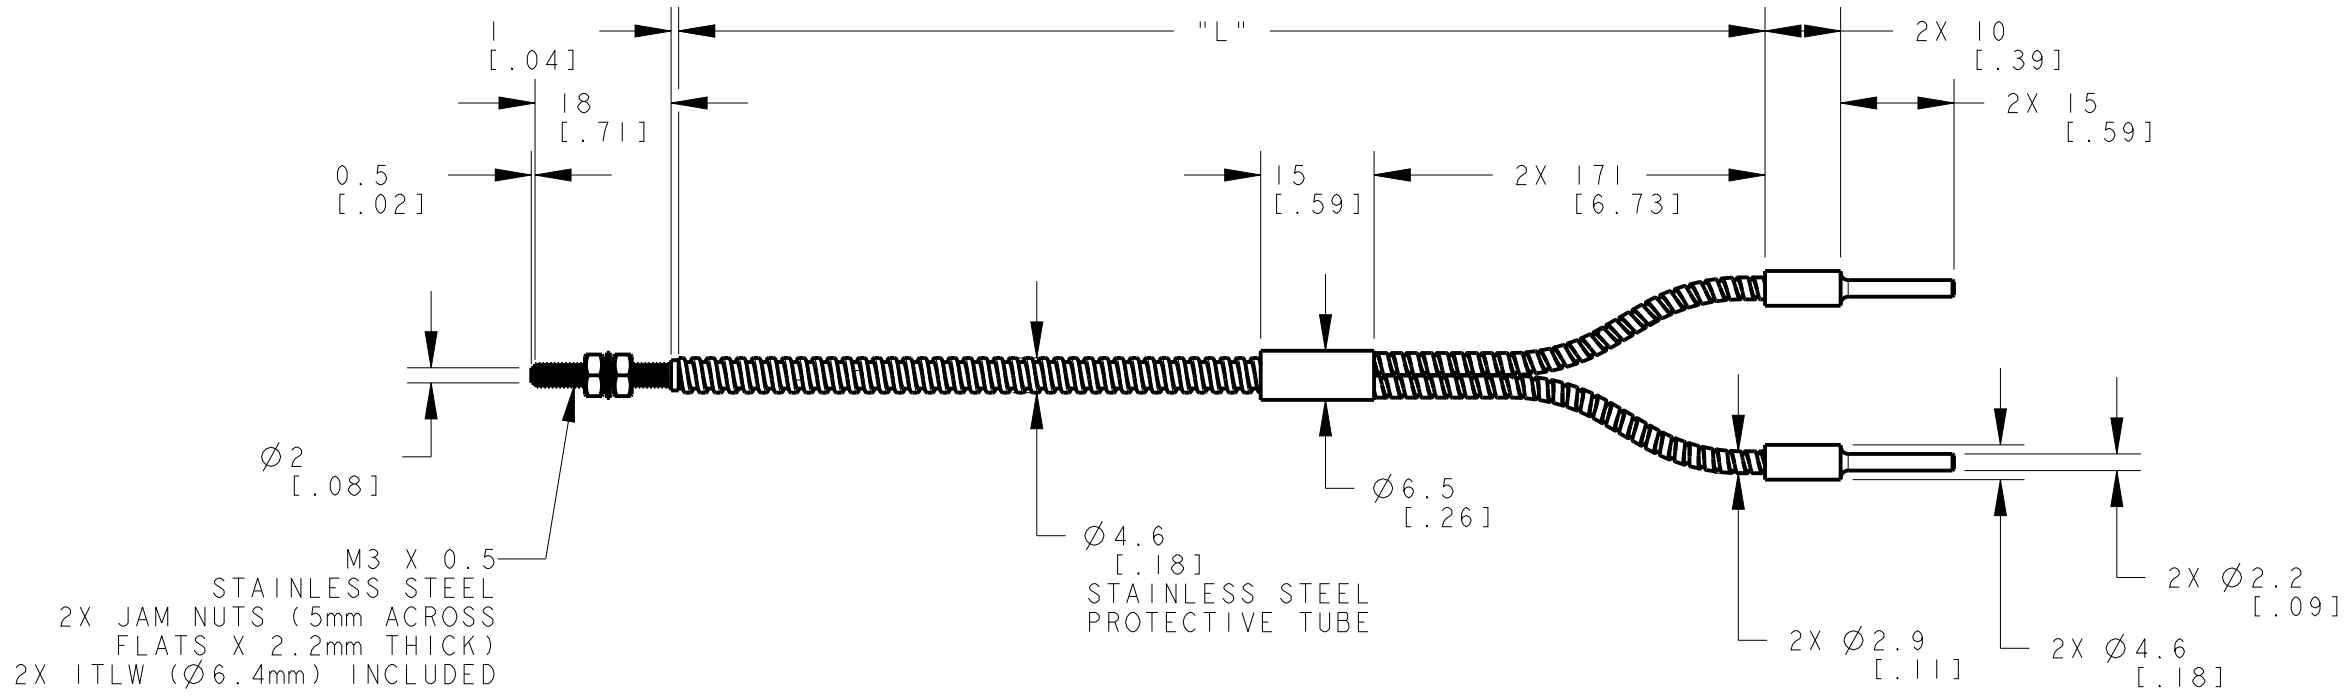 1
[.04]
"L"
2X 10
[.39]
18
[.71]
2X 15
[.59]
0.5
[.02]
15
[.59]
2X 171
[6.73]
Ø2
[.08]
M3 X 0.5
STAINLESS STEEL
2X JAM NUTS (5mm ACROSS
FLATS X 2.2mm THICK)
2X ITLW (Ø6.4mm) INCLUDED
Ø4.6
[.18]
STAINLESS STEEL
PROTECTIVE TUBE
Ø6.5
[.26]
2X Ø2.9
[.11]
2X Ø4.6
[.18]
2X Ø2.2
[.09]